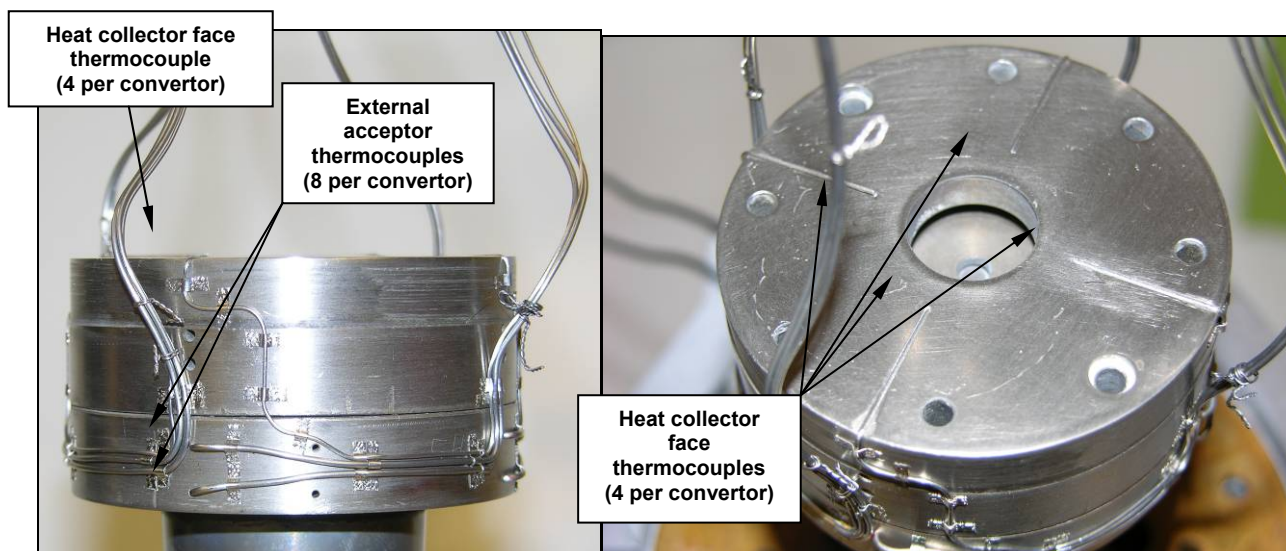 Heat collector face
thermocouple
(4 per convertor)
External
acceptor
thermocouples
(8 per convertor)
Heat collector
face
thermocouples
(4 per convertor)